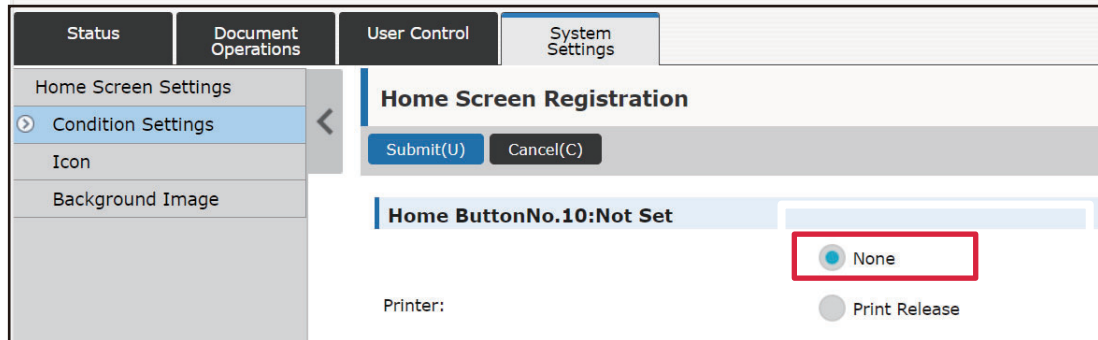 Status
Document
Operations
User Control
System
Settings
Home Screen Settings
Condition Settings
Icon
Background Image
Home Screen Registration
Submit(U) Cancel(C)
Home ButtonNo.10:Not Set
None
Printer:
Print Release